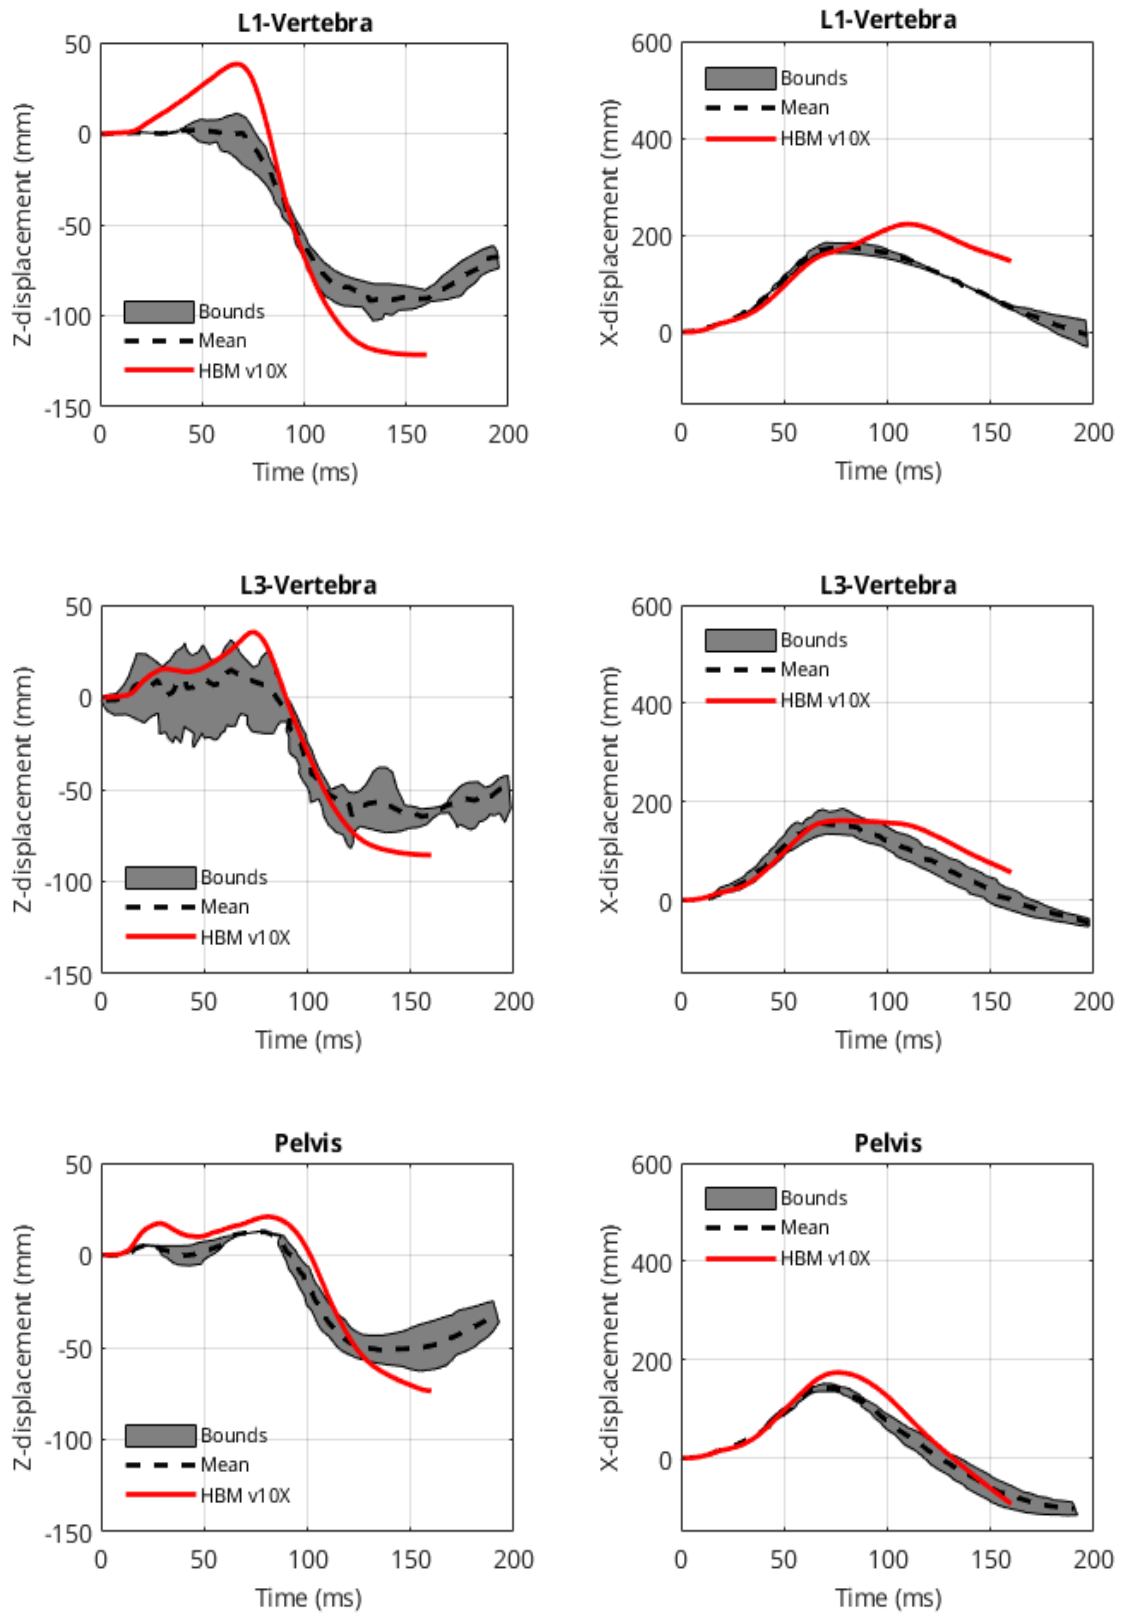 L1-Vertebra
50
0
-50
-100
-150
Z-displacement (mm)
Bounds
Mean
HBM v10X
0 50 100 150 200
Time (ms)
L1-Vertebra
600
400
200
0
X-displacement (mm)
Bounds
Mean
HBM v10X
0 50 100 150 200
Time (ms)
L3-Vertebra
50
0
-50
-100
-150
Z-displacement (mm)
Bounds
Mean
HBM v10X
0 50 100 150 200
Time (ms)
L3-Vertebra
600
400
200
0
X-displacement (mm)
Bounds
Mean
HBM v10X
0 50 100 150 200
Time (ms)
Pelvis
50
0
-50
-100
-150
Z-displacement (mm)
Bounds
Mean
HBM v10X
0 50 100 150 200
Time (ms)
Pelvis
600
400
200
0
X-displacement (mm)
Bounds
Mean
HBM v10X
0 50 100 150 200
Time (ms)